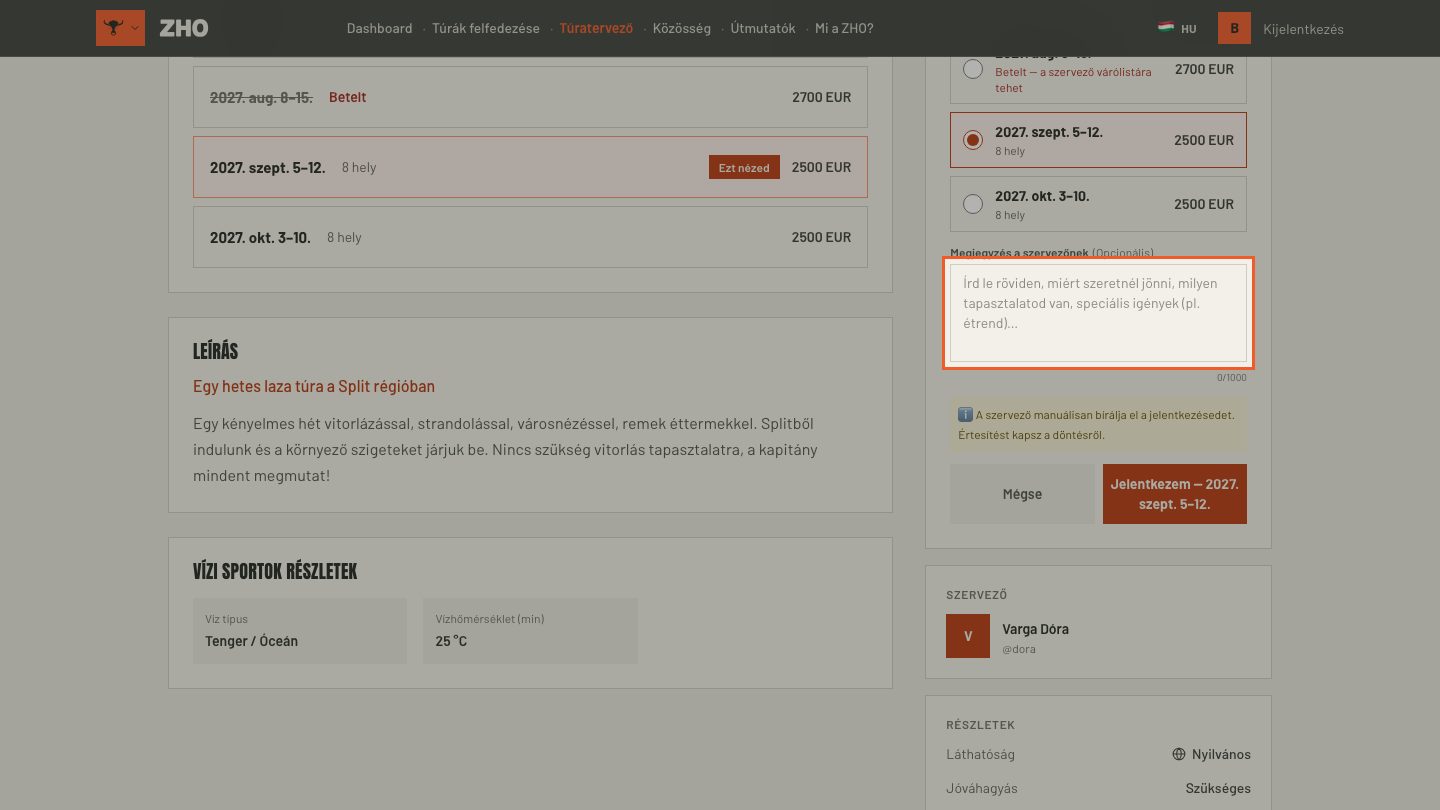 ZHO
Dashboard · Túrák felfedezése · Túratervező · Közösség · Útmutatók · Mi a ZHO?
HU
B
Kijelentkezés
2027. aug. 8–15. Betelt 2700 EUR
2027. szept. 5–12. 8 hely Ezt nézed 2500 EUR
2027. okt. 3–10. 8 hely 2500 EUR
LEÍRÁS
Egy hetes laza túra a Split régióban
Egy kényelmes hét vitorlázással, strandolással, városnézéssel, remek éttermekkel. Splitből
indulunk és a környező szigeteket járjuk be. Nincs szükség vitorlás tapasztalatra, a kapitány
mindent megmutat!
VÍZI SPORTOK RÉSZLETEK
Víz típus
Tenger / Óceán
Vízhőmérséklet (min)
25 °C
Betelt — a szervező várólistára
tehet
2700 EUR
2027. szept. 5–12.
8 hely
2500 EUR
2027. okt. 3–10.
8 hely
2500 EUR
Megjegyzés a szervezőnek (Opcionális)
Írd le röviden, miért szeretnél jönni, milyen
tapasztalatod van, speciális igények (pl.
étrend)...
0/1000
A szervező manuálisan bírálja el a jelentkezésedet.
Értesítést kapsz a döntésről.
Mégse
Jelentkezem — 2027.
szept. 5–12.
SZERVEZŐ
V
Varga Dóra
@dora
RÉSZLETEK
Láthatóság Nyilvános
Jóváhagyás Szükséges